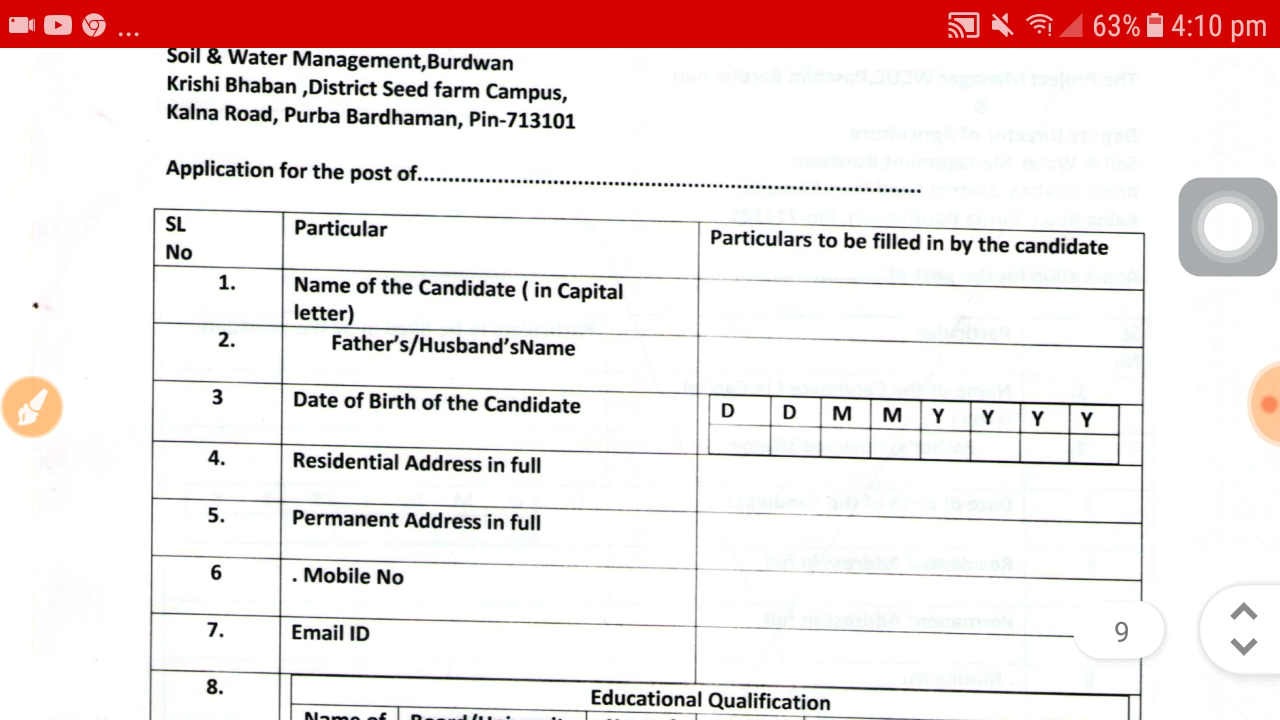 ... 63% 4:10 pm
Soil & Water Management,Burdwan
Krishi Bhaban ,District Seed farm Campus,
Kalna Road, Purba Bardhaman, Pin-713101
Application for the post of................................................................................
SL No Particular Particulars to be filled in by the candidate
1. Name of the Candidate ( in Capital
letter)
2. Father's/Husband'sName
3 Date of Birth of the Candidate D D M M Y Y Y Y
4. Residential Address in full
5. Permanent Address in full
6 . Mobile No
7. Email ID
9
8. Educational Qualification
Name of